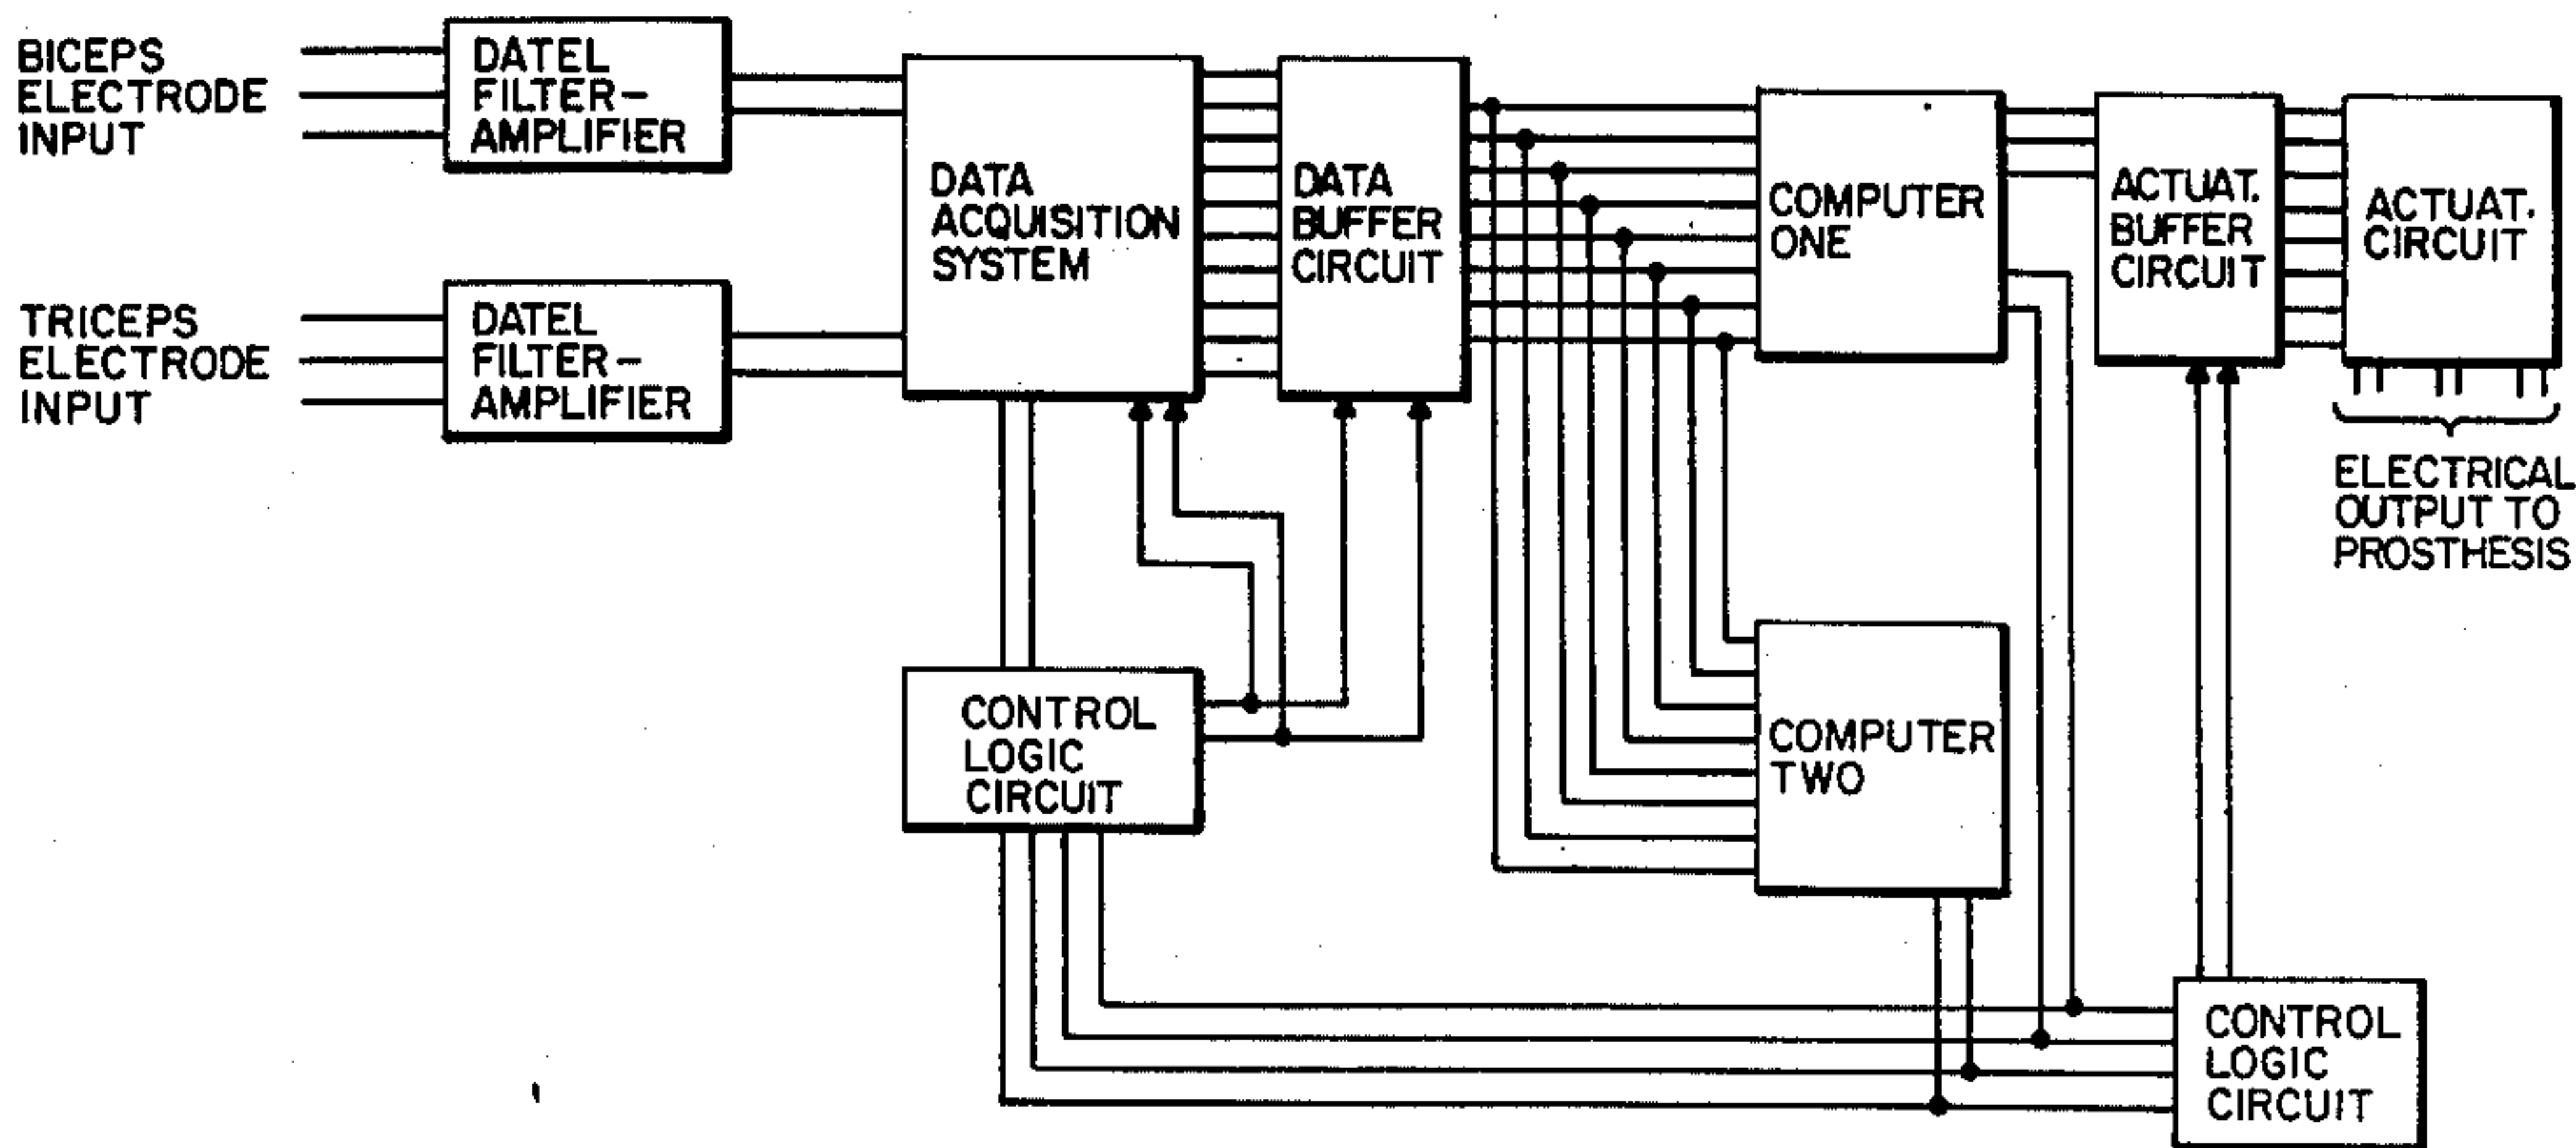 BICEPS
ELECTRODE
INPUT
DATEL
FILTER-
AMPLIFIER
TRICEPS
ELECTRODE
INPUT
DATEL
FILTER-
AMPLIFIER
DATA
ACQUISITION
SYSTEM
DATA
BUFFER
CIRCUIT
COMPUTER
ONE
ACTUAT.
BUFFER
CIRCUIT
ACTUAT.
CIRCUIT
ELECTRICAL
OUTPUT TO
PROSTHESIS
CONTROL
LOGIC
CIRCUIT
COMPUTER
TWO
CONTROL
LOGIC
CIRCUIT